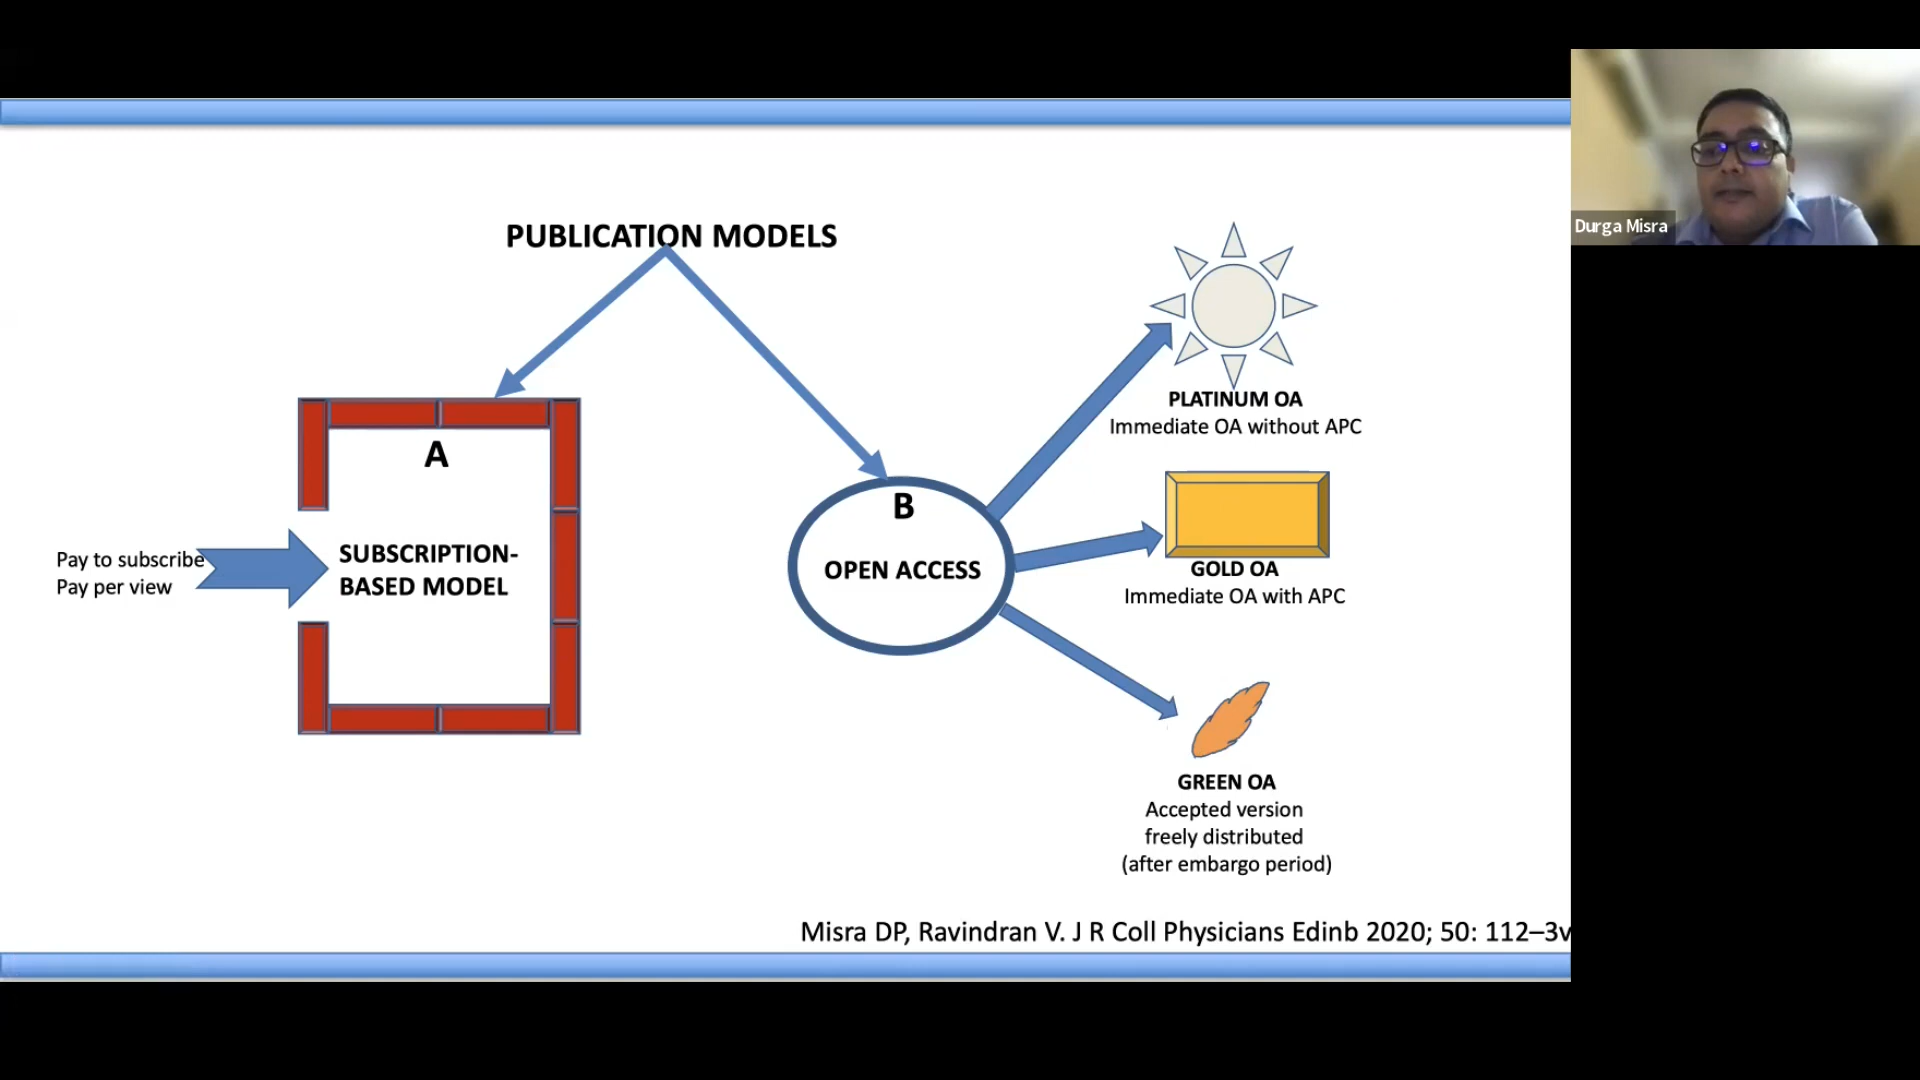 PUBLICATION MODELS
A
Pay to subscribe
Pay per view
SUBSCRIPTION-
BASED MODEL
B
OPEN ACCESS
PLATINUM OA
Immediate OA without APC
GOLD OA
Immediate OA with APC
GREEN OA
Accepted version
freely distributed
(after embargo period)
Misra DP, Ravindran V. J R Coll Physicians Edinb 2020; 50: 112–3v
Durga Misra